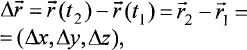 Δr⃗ = r⃗(t₂) – r⃗(t₁) = r⃗₂ – r⃗₁ =
= (Δx, Δy, Δz),